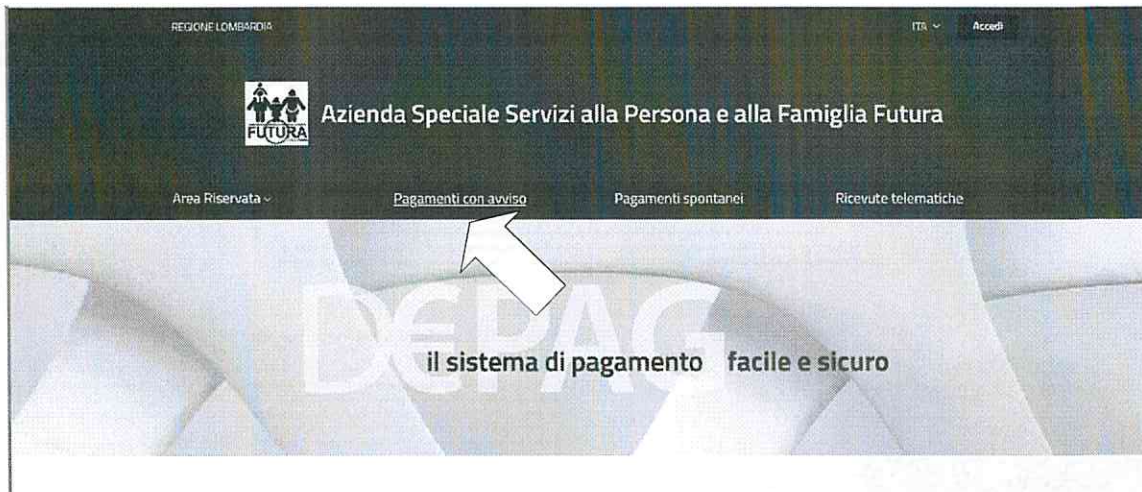 REGIONE LOMBARDIA
ITA
Accedi
FUTURA
Azienda Speciale Servizi alla Persona e alla Famiglia Futura
Area Riservata
Pagamenti con avviso
Pagamenti spontanei
Ricevute telematiche
D€PAG
il sistema di pagamento facile e sicuro